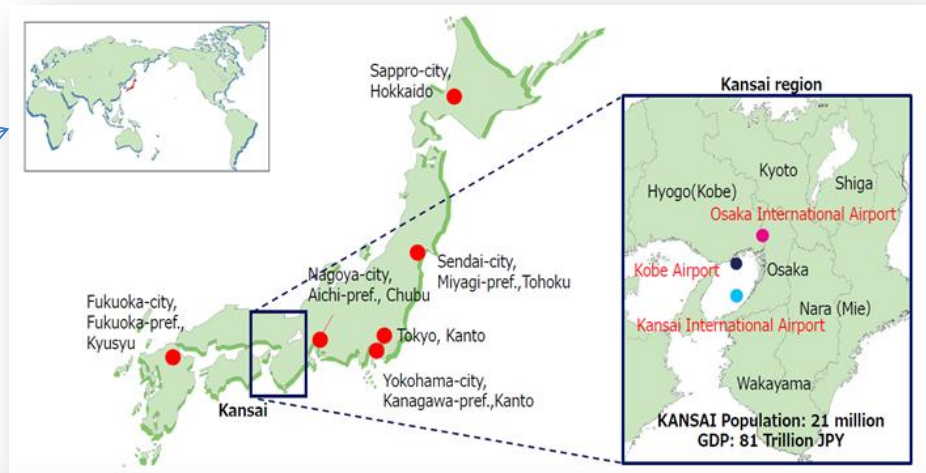 Sappro-city,
Hokkaido
Sendai-city,
Miyagi-pref.,Tohoku
Nagoya-city,
Aichi-pref., Chubu
Fukuoka-city,
Fukuoka-pref.,
Kyusyu
Tokyo, Kanto
Yokohama-city,
Kanagawa-pref.,Kanto
Kansai
Kansai region
Kyoto
Shiga
Hyogo(Kobe)
Osaka International Airport
Kobe Airport
Osaka
Nara (Mie)
Kansai International Airport
Wakayama
KANSAI Population: 21 million
GDP: 81 Trillion JPY